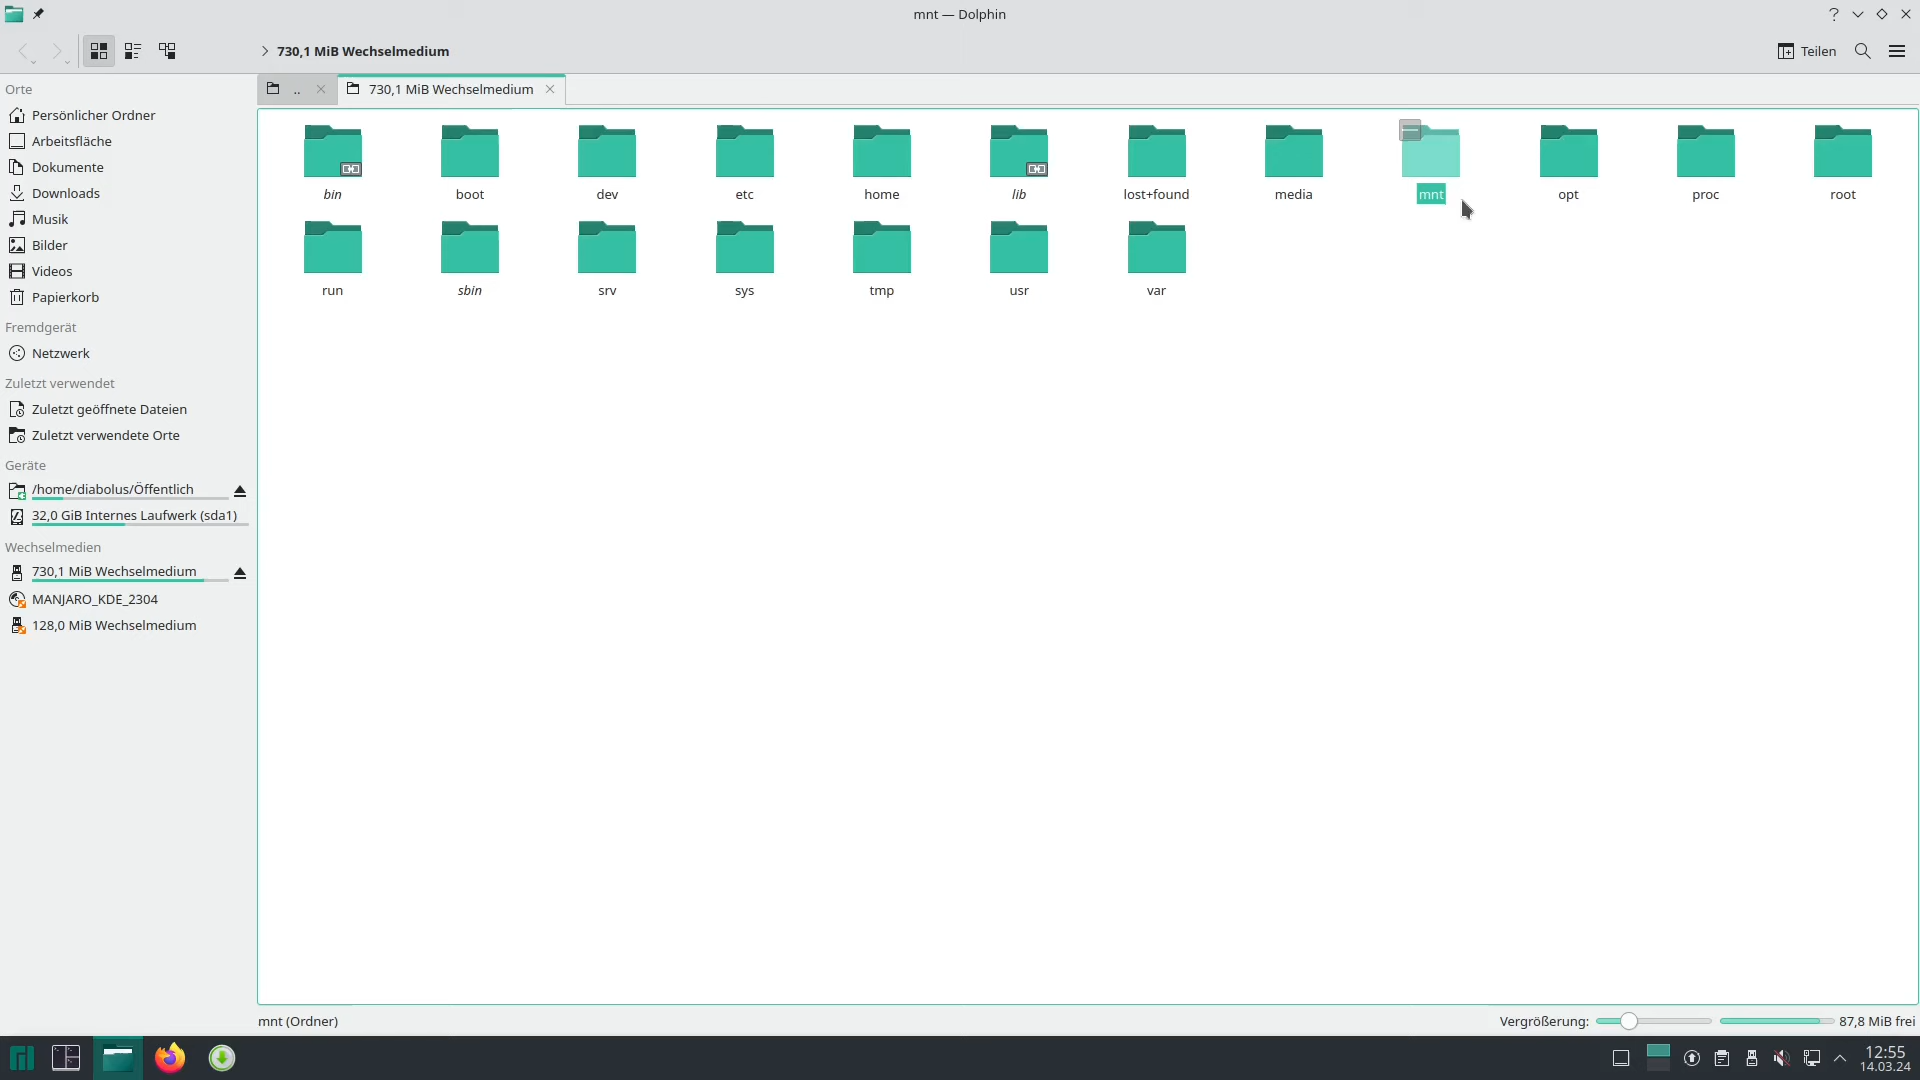 mnt — Dolphin
730,1 MiB Wechselmedium
Teilen
Orte
Persönlicher Ordner
Arbeitsfläche
Dokumente
Downloads
Musik
Bilder
Videos
Papierkorb
Fremdgerät
Netzwerk
Zuletzt verwendet
Zuletzt geöffnete Dateien
Zuletzt verwendete Orte
Geräte
/home/diabolus/Öffentlich
32,0 GiB Internes Laufwerk (sda1)
Wechselmedien
730,1 MiB Wechselmedium
MANJARO_KDE_2304
128,0 MiB Wechselmedium
..
730,1 MiB Wechselmedium
bin
boot
dev
etc
home
lib
lost+found
media
mnt
opt
proc
root
run
sbin
srv
sys
tmp
usr
var
mnt (Ordner)
Vergrößerung:
87,8 MiB frei
12:55
14.03.24